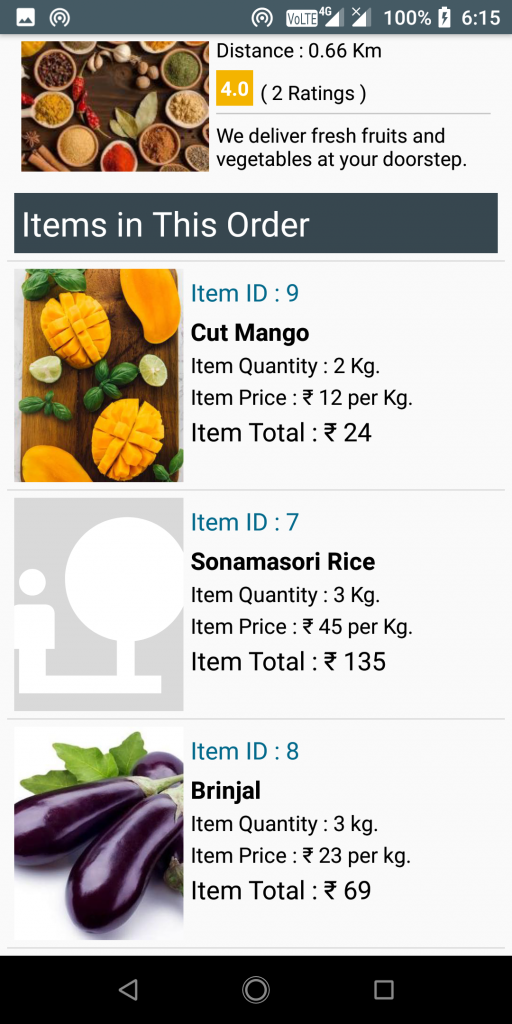 VoLTE 4G 100% 6:15
Distance : 0.66 Km
4.0 ( 2 Ratings )
We deliver fresh fruits and
vegetables at your doorstep.
Items in This Order
Item ID : 9
Cut Mango
Item Quantity : 2 Kg.
Item Price : ₹ 12 per Kg.
Item Total : ₹ 24
Item ID : 7
Sonamasori Rice
Item Quantity : 3 Kg.
Item Price : ₹ 45 per Kg.
Item Total : ₹ 135
Item ID : 8
Brinjal
Item Quantity : 3 kg.
Item Price : ₹ 23 per kg.
Item Total : ₹ 69